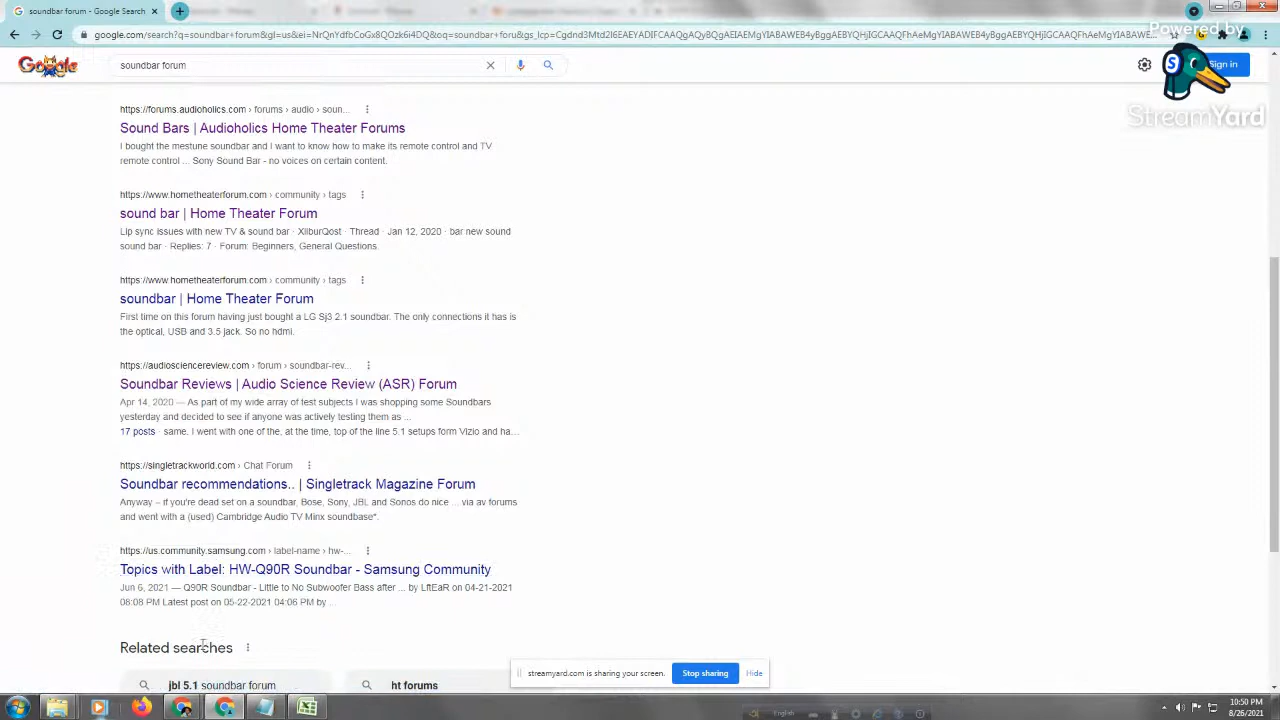 soundbar forum - Google Search
google.com/search?q=soundbar+forum&gl=us&ei=
Powered by
Google
soundbar forum
Sign in
StreamYard
https://forums.audioholics.com › forums › audio › soun...
Sound Bars | Audioholics Home Theater Forums
I bought the mestune soundbar and I want to know how to make its remote control and TV
remote control ... Sony Sound Bar - no voices on certain content.
https://www.hometheaterforum.com › community › tags
sound bar | Home Theater Forum
Lip sync issues with new TV & sound bar · XliburQost · Thread · Jan 12, 2020 · bar new sound
sound bar · Replies: 7 · Forum: Beginners, General Questions.
https://www.hometheaterforum.com › community › tags
soundbar | Home Theater Forum
First time on this forum having just bought a LG Sj3 2.1 soundbar. The only connections it has is
the optical, USB and 3.5 jack. So no hdmi.
https://audiosciencereview.com › forum › soundbar-rev...
Soundbar Reviews | Audio Science Review (ASR) Forum
Apr 14, 2020 — As part of my wide array of test subjects I was shopping some Soundbars
yesterday and decided to see if anyone was actively testing them as ...
17 posts · same, I went with one of the, at the time, top of the line 5.1 setups form Vizio and ha...
https://singletrackworld.com › Chat Forum
Soundbar recommendations.. | Singletrack Magazine Forum
Anyway – if you're dead set on a soundbar, Bose, Sony, JBL and Sonos do nice ... via av forums
and went with a (used) Cambridge Audio TV Minx soundbase*.
https://us.community.samsung.com › label-name › hw-...
Topics with Label: HW-Q90R Soundbar - Samsung Community
Jun 6, 2021 — Q90R Soundbar - Little to No Subwoofer Bass after ... by LftEaR on 04-21-2021
08:08 PM Latest post on 05-22-2021 04:06 PM by ...
Related searches
streamyard.com is sharing your screen.
Stop sharing
Hide
jbl 5.1 soundbar forum
ht forums
English
10:50 PM
8/26/2021